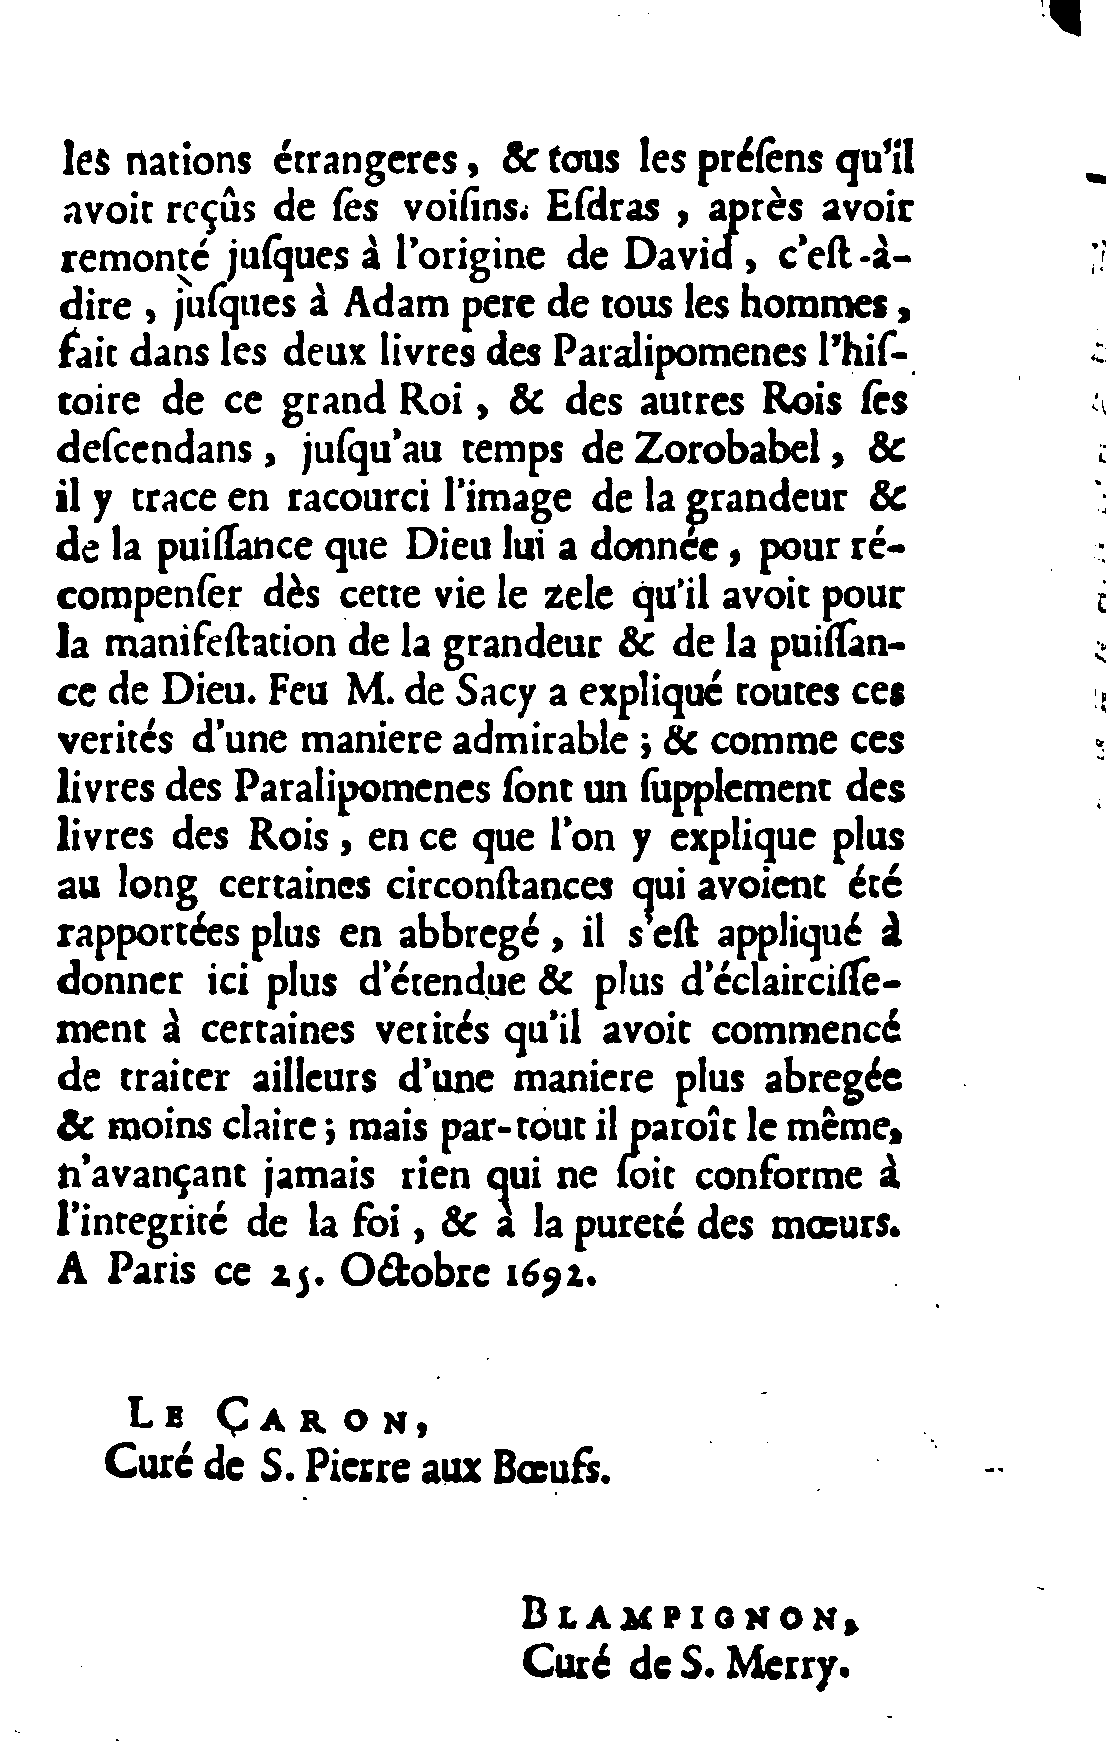 les nations étrangeres, & tous les préſens qu'il
avoit reçûs de ſes voiſins. Eſdras, après avoir
remonté juſques à l'origine de David, c'eſt-à-
dire, juſques à Adam pere de tous les hommes,
fait dans les deux livres des Paralipomenes l'hiſ-
toire de ce grand Roi, & des autres Rois ſes
deſcendans, juſqu'au temps de Zorobabel, &
il y trace en racourci l'image de la grandeur &
de la puiſſance que Dieu lui a donnée, pour ré-
compenſer dès cette vie le zele qu'il avoit pour
la manifeſtation de la grandeur & de la puiſſan-
ce de Dieu. Feu M. de Sacy a expliqué toutes ces
verités d'une maniere admirable ; & comme ces
livres des Paralipomenes ſont un ſupplement des
livres des Rois, en ce que l'on y explique plus
au long certaines circonſtances qui avoient été
rapportées plus en abbregé, il s'eſt appliqué à
donner ici plus d'étendue & plus d'éclairciſſe-
ment à certaines verités qu'il avoit commencé
de traiter ailleurs d'une maniere plus abregée
& moins claire ; mais par-tout il paroît le même,
n'avançant jamais rien qui ne ſoit conforme à
l'integrité de la foi, & à la pureté des mœurs.
A Paris ce 25. Octobre 1692.
LE ÇARON,
Curé de S. Pierre aux Bœufs.
BLAMPIGNON,
Curé de S. Merry.